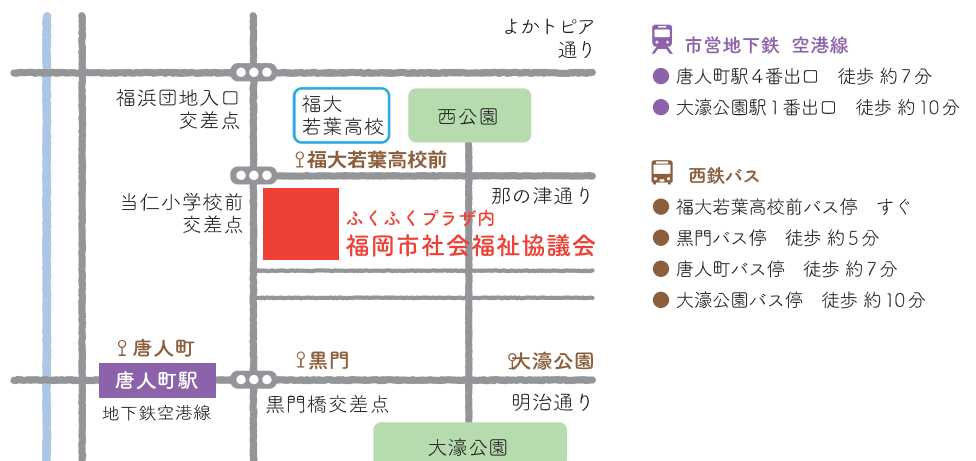 よかトピア
通り
福浜団地入口
交差点
福大
若葉高校
西公園
福大若葉高校前
当仁小学校前
交差点
那の津通り
ふくふくプラザ内
福岡市社会福祉協議会
唐人町
黒門
大濠公園
唐人町駅
地下鉄空港線
黒門橋交差点
明治通り
大濠公園
市営地下鉄 空港線
唐人町駅4番出口 徒歩 約7分
大濠公園駅1番出口 徒歩 約10分
西鉄バス
福大若葉高校前バス停 すぐ
黒門バス停 徒歩 約5分
唐人町バス停 徒歩 約7分
大濠公園バス停 徒歩 約10分